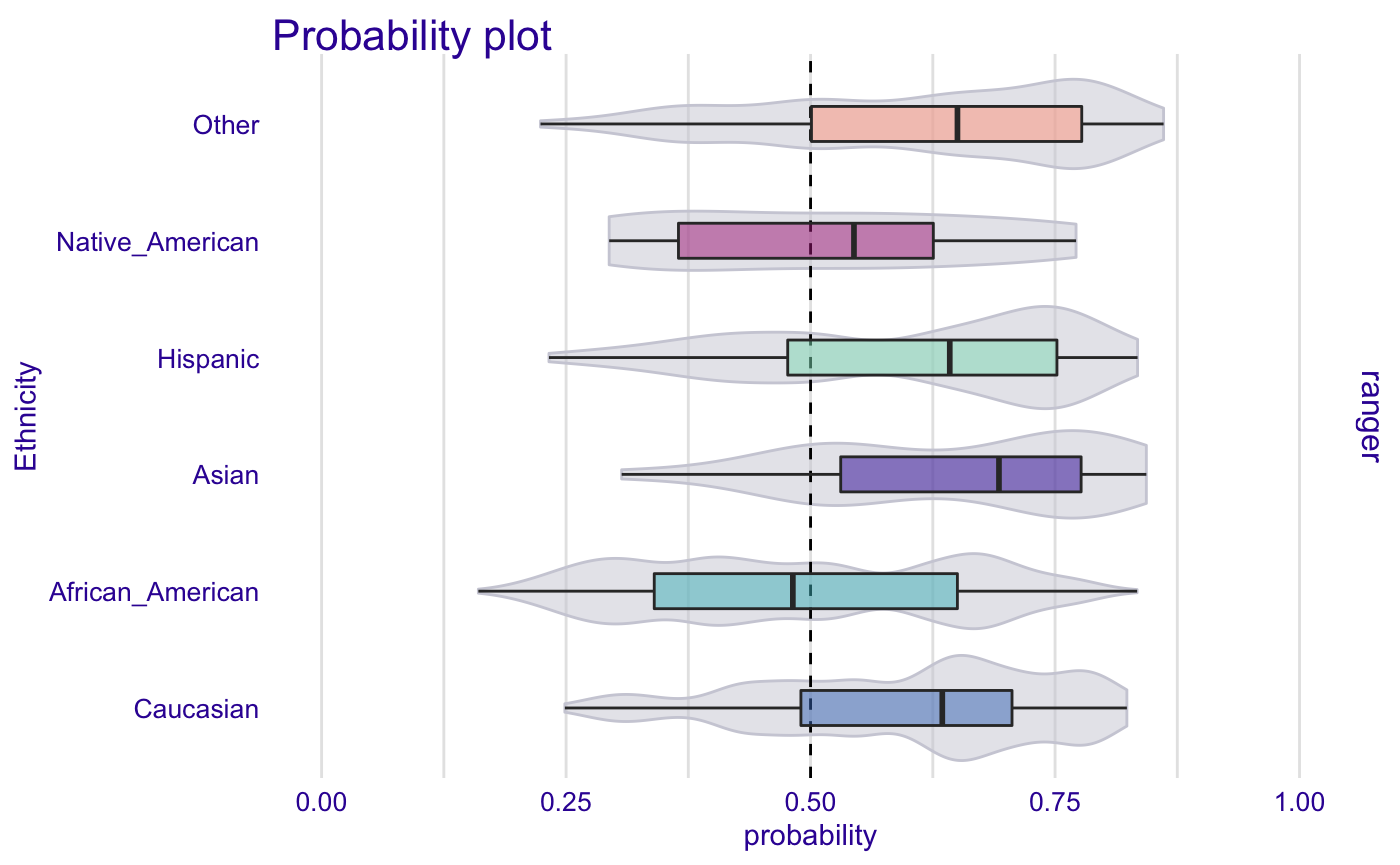 Probability plot
Ethnicity
Other
Native_American
Hispanic
Asian
African_American
Caucasian
ranger
0.00 0.25 0.50 0.75 1.00
probability